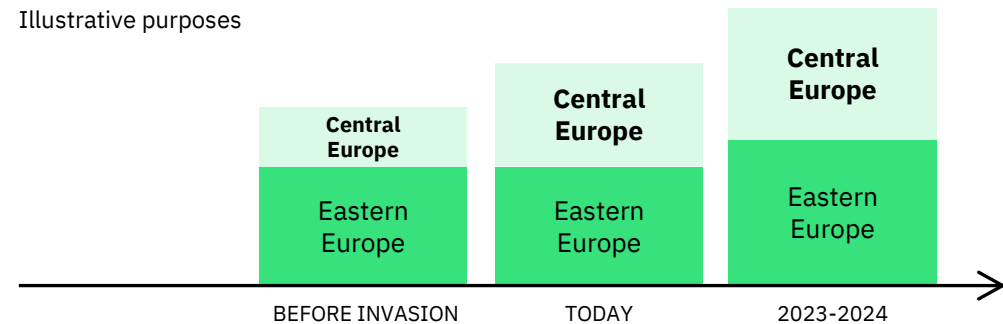 Illustrative purposes
Central
Europe
Eastern
Europe
Central
Europe
Eastern
Europe
Central
Europe
Eastern
Europe
BEFORE INVASION
TODAY
2023-2024